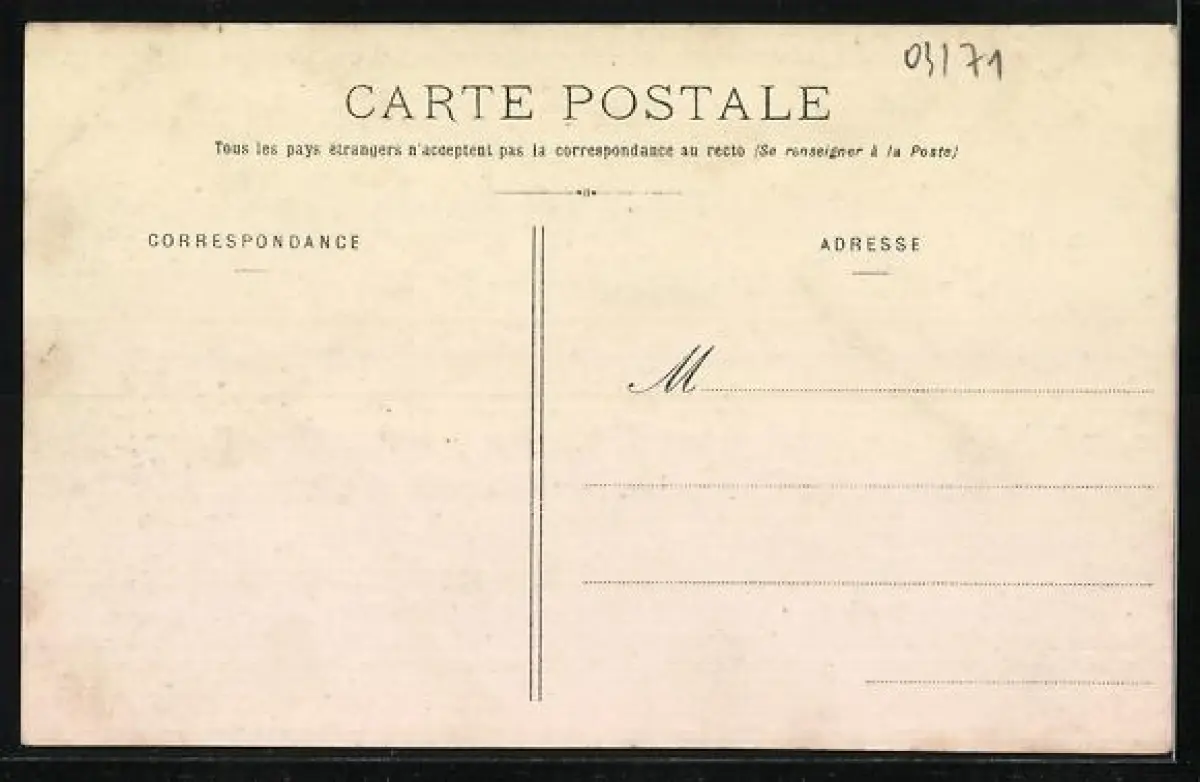 03171
CARTE POSTALE
Tous les pays étrangers n'acceptent pas la correspondance au recto (Se renseigner à la Poste)
CORRESPONDANCE
ADRESSE
M